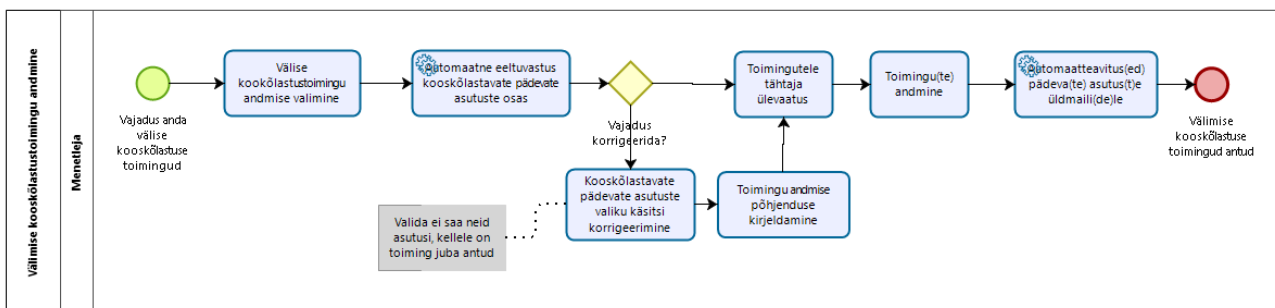 Välimise kooskõlastustoimingu andmine
Menetleja
Vajadus anda
välise
kooskõlastuse
toimingud
Välise
kookõlastustoimingu
andmise valimine
Automaatne eeltuvastus
kooskõlastavate pädevate
asutuste osas
Vajadus
korrigeerida?
Toimingutele
tähtaja
ülevaatus
Toimingu(te)
andmine
Automaatteavitus(ed)
pädeva(te) asutus(t)e
üldmaili(de)le
Välimise
kooskõlastuse
toimingud antud
Kooskõlastavate
pädevate asutuste
valiku käsitsi
korrigeerimine
Toimingu andmise
põhjenduse
kirjeldamine
Valida ei saa neid
asutusi, kellele on
toiming juba antud